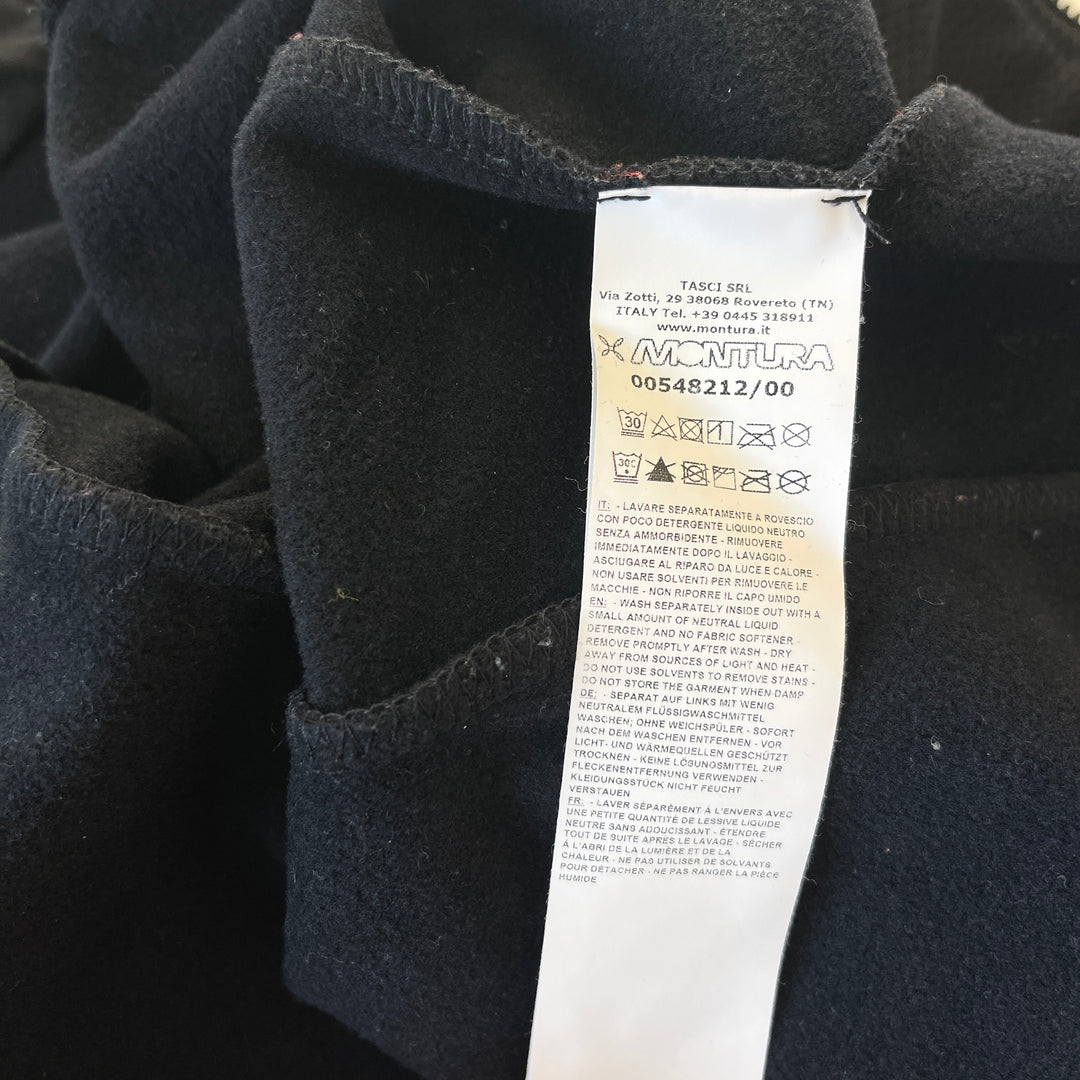 TASCI SRL
Via Zotti, 29 38068 Rovereto (TN)
ITALY Tel. +39 0445 318911
www.montura.it
MONTURA
00548212/00
30
30C
IT: - LAVARE SEPARATAMENTE A ROVESCIO
CON POCO DETERGENTE LIQUIDO NEUTRO
SENZA AMMORBIDENTE - RIMUOVERE
IMMEDIATAMENTE DOPO IL LAVAGGIO -
ASCIUGARE AL RIPARO DA LUCE E CALORE -
NON USARE SOLVENTI PER RIMUOVERE LE
MACCHIE - NON RIPORRE IL CAPO UMIDO
EN: - WASH SEPARATELY INSIDE OUT WITH A
SMALL AMOUNT OF NEUTRAL LIQUID
DETERGENT AND NO FABRIC SOFTENER -
REMOVE PROMPTLY AFTER WASH - DRY
AWAY FROM SOURCES OF LIGHT AND HEAT -
DO NOT USE SOLVENTS TO REMOVE STAINS -
DO NOT STORE THE GARMENT WHEN DAMP
DE: - SEPARAT AUF LINKS MIT WENIG
NEUTRALEM FLÜSSIGWASCHMITTEL
WASCHEN; OHNE WEICHSPÜLER - SOFORT
NACH DEM WASCHEN ENTFERNEN - VOR
LICHT- UND WÄRMEQUELLEN GESCHÜTZT
TROCKNEN - KEINE LÖSUNGSMITTEL ZUR
FLECKENENTFERNUNG VERWENDEN -
KLEIDUNGSSTÜCK NICHT FEUCHT
VERSTAUEN
FR: - LAVER SÉPARÉMENT À L'ENVERS AVEC
UNE PETITE QUANTITÉ DE LESSIVE LIQUIDE
NEUTRE SANS ADOUCISSANT - ÉTENDRE
TOUT DE SUITE APRÈS LE LAVAGE - SÉCHER
À L'ABRI DE LA LUMIÈRE ET DE LA
CHALEUR - NE PAS UTILISER DE SOLVANTS
POUR DÉTACHER - NE PAS RANGER LA PIÈCE
HUMIDE